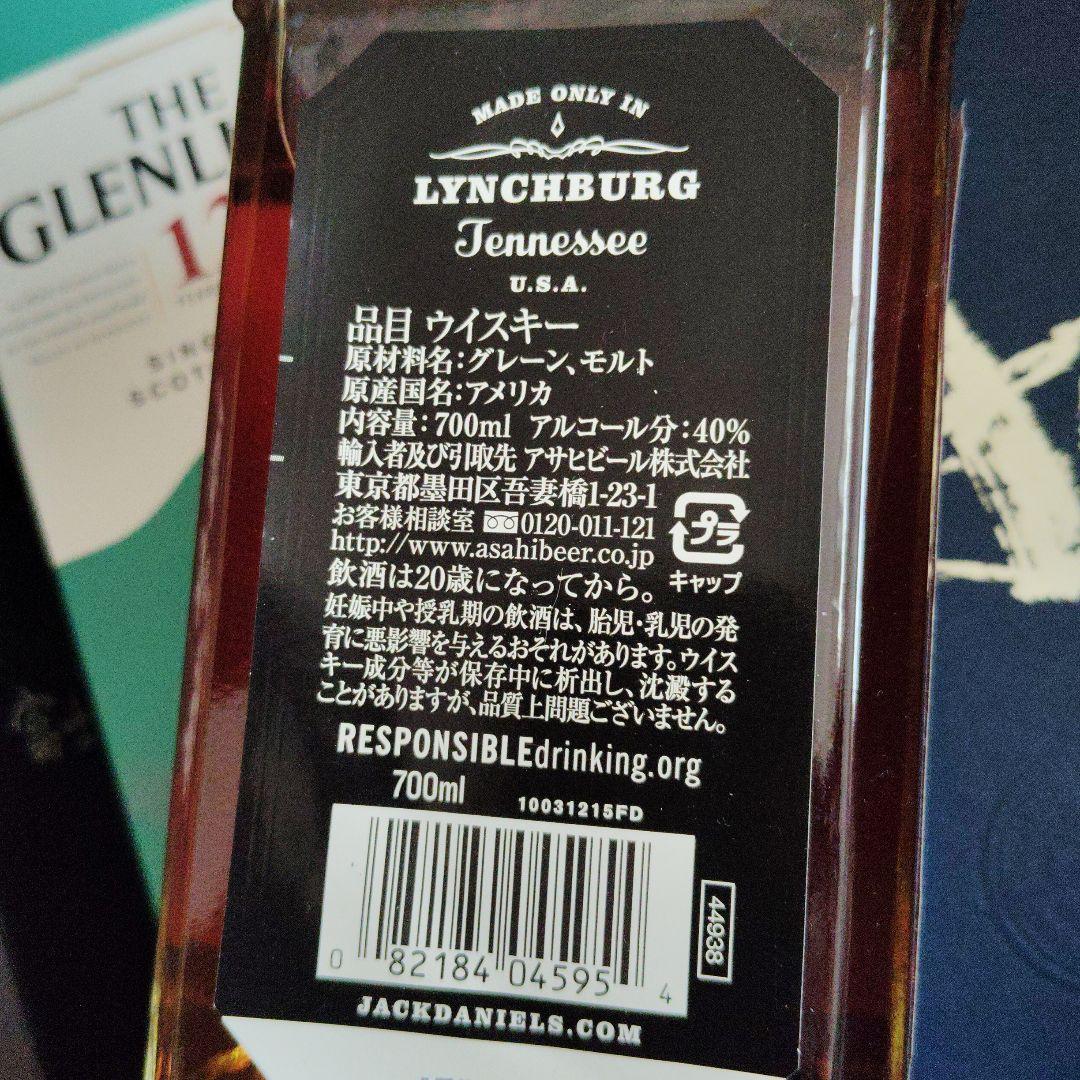 THE
MADE ONLY IN
LYNCHBURG
Tennessee
U.S.A.
品目 ウイスキー
原材料名:グレーン、モルト
原産国名:アメリカ
内容量:700ml アルコール分:40%
輸入者及び引取先 アサヒビール株式会社
東京都墨田区吾妻橋1-23-1
お客様相談室 0120-011-121
http://www.asahibeer.co.jp
プラ
キャップ
飲酒は20歳になってから。
妊娠中や授乳期の飲酒は、胎児・乳児の発
育に悪影響を与えるおそれがあります。ウイス
キー成分等が保存中に析出し、沈澱する
ことがありますが、品質上問題ございません。
RESPONSIBLEdrinking.org
700ml 10031215FD
44938
0 82184 04595 4
JACKDANIELS.COM